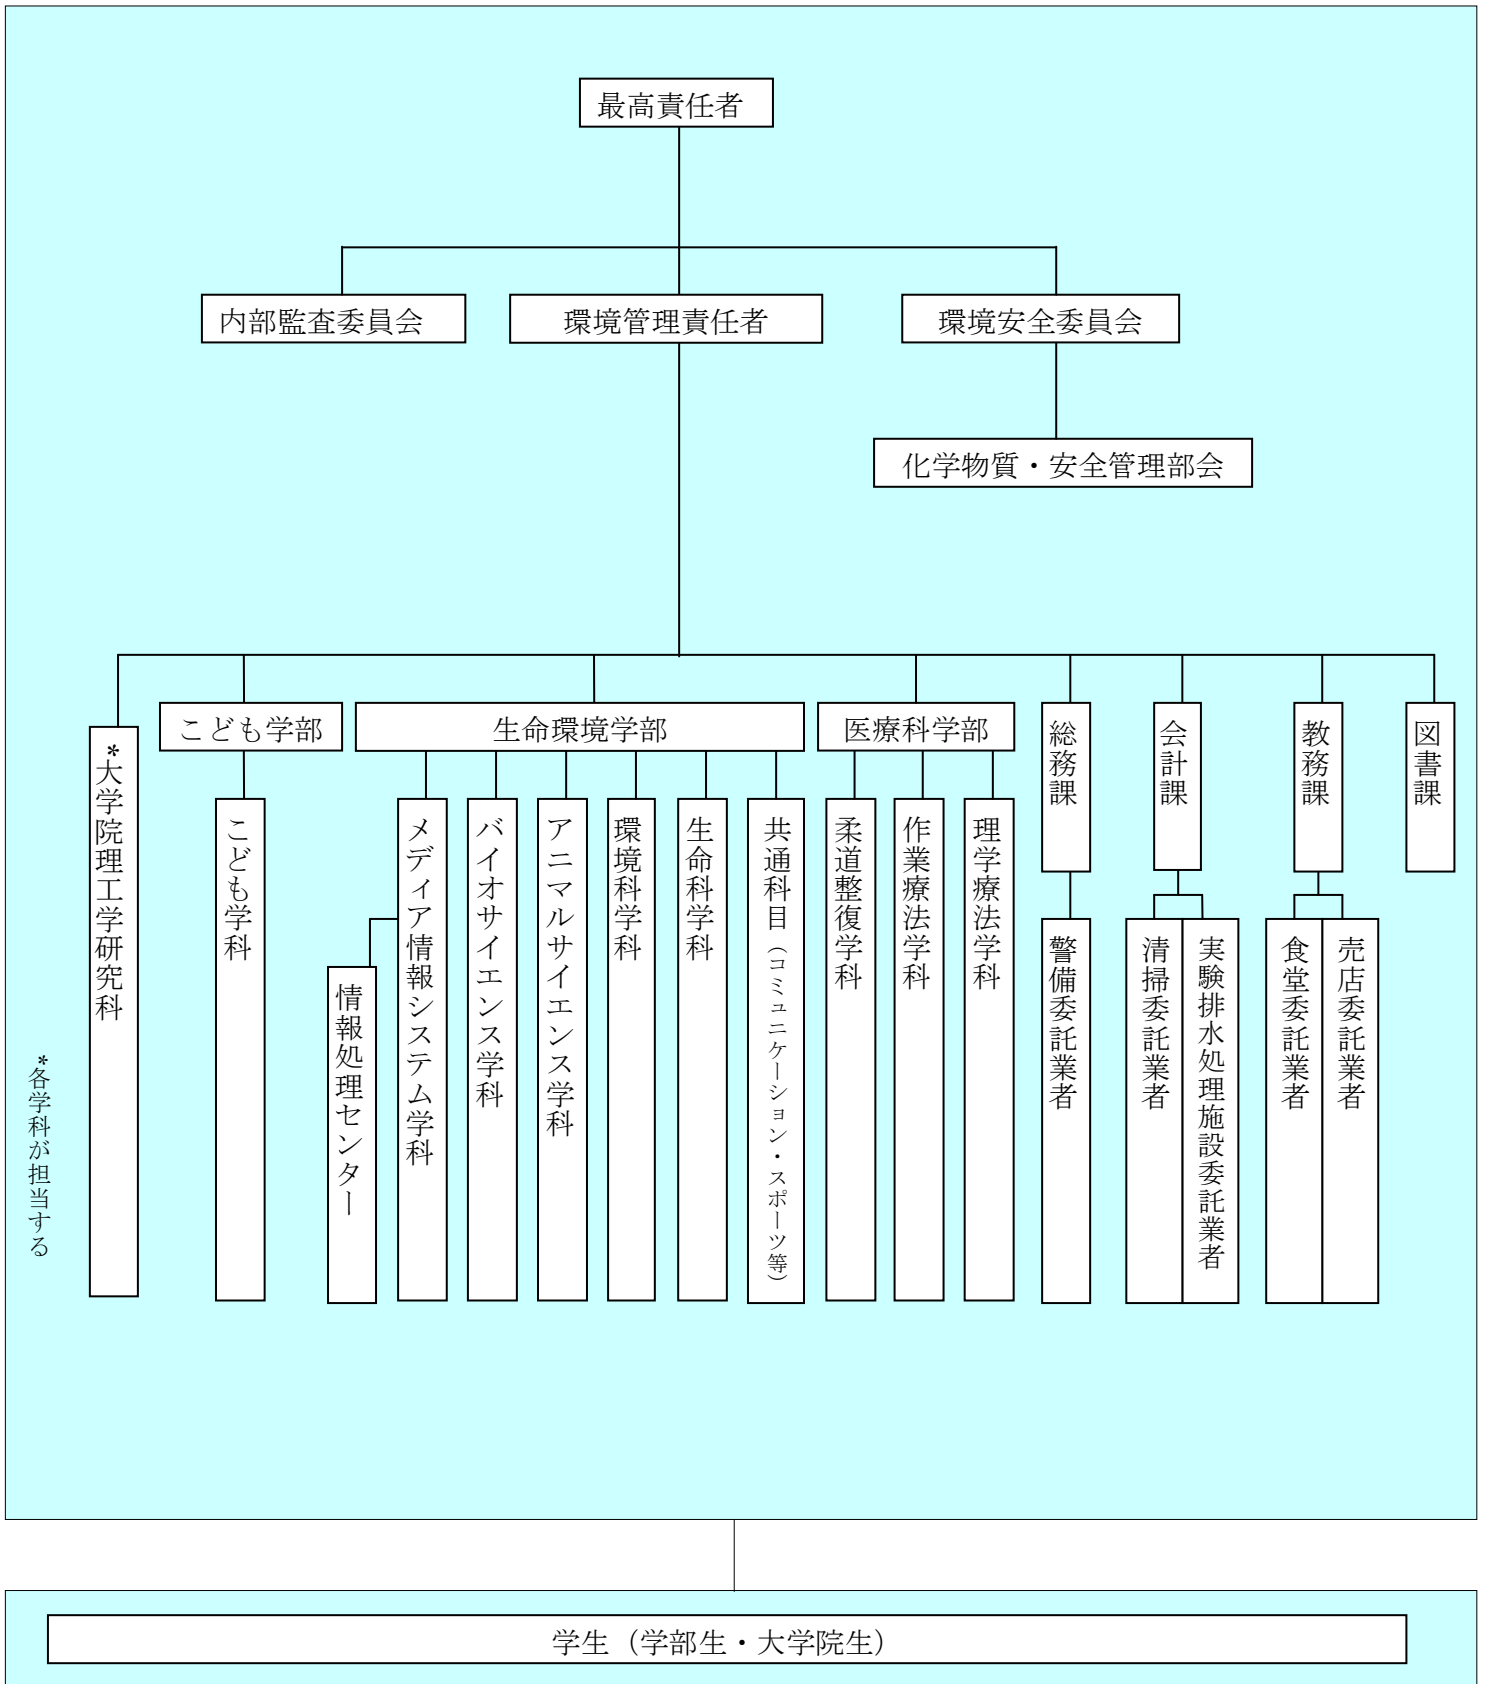 最高責任者
内部監査委員会
環境管理責任者
環境安全委員会
化学物質・安全管理部会
*大学院理工学研究科
*各学科が担当する
こども学部
こども学科
生命環境学部
メディア情報システム学科
情報処理センター
バイオサイエンス学科
アニマルサイエンス学科
環境科学科
生命科学科
共通科目（コミュニケーション・スポーツ等）
医療科学部
柔道整復学科
作業療法学科
理学療法学科
総務課
警備委託業者
会計課
清掃委託業者
実験排水処理施設委託業者
教務課
食堂委託業者
売店委託業者
図書課
学生（学部生・大学院生）